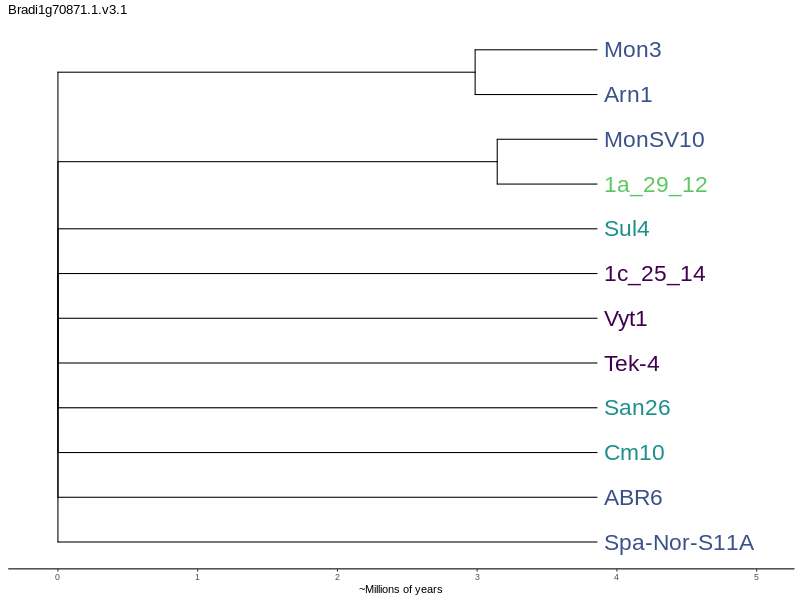 Bradi1g70871.1.v3.1
Mon3
Arn1
MonSV10
1a_29_12
Sul4
1c_25_14
Vyt1
Tek-4
San26
Cm10
ABR6
Spa-Nor-S11A
0 1 2 3 4 5
~Millions of years